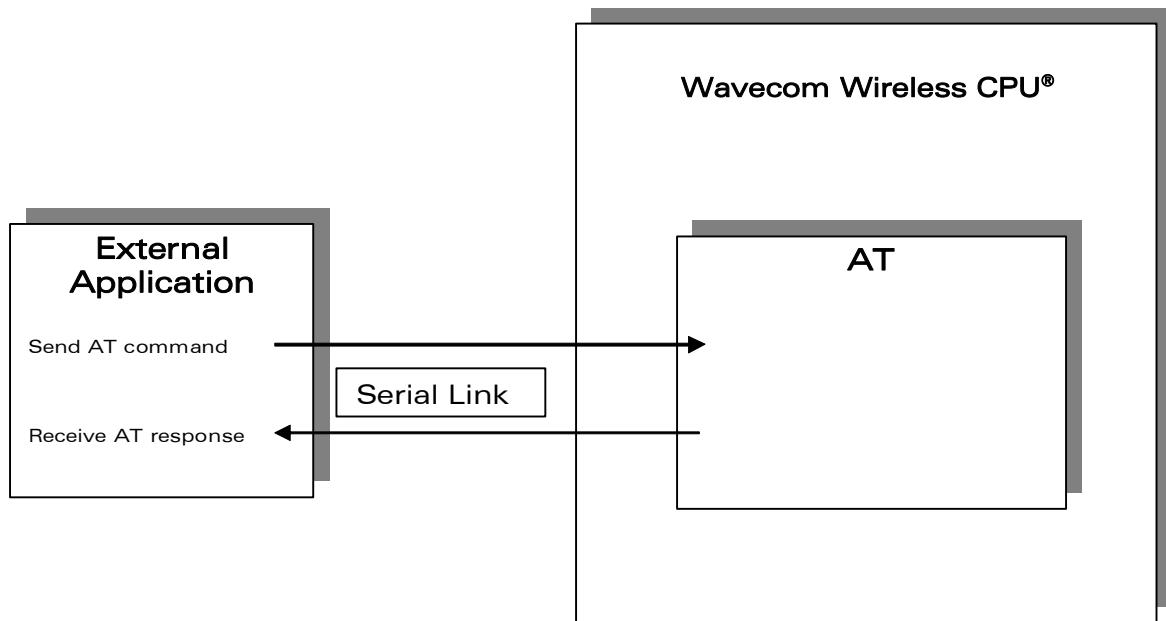 Wavecom Wireless CPU®
External
Application
AT
Send AT command
Serial Link
Receive AT response